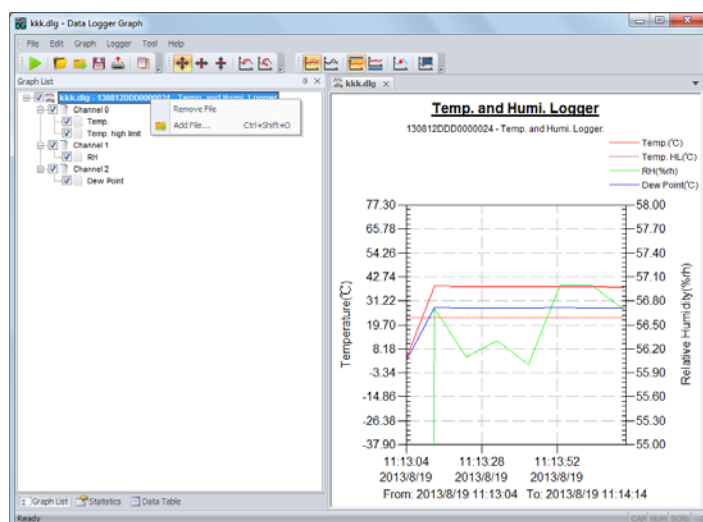 kkk.dlg - Data Logger Graph
File Edit Graph Logger Tool Help
Graph List
kkk.dlg - 130812DDD0000024 - Temp. and Humi. Logger
Channel 0
Temp.
Temp. high limit
Channel 1
RH
Channel 2
Dew Point
Remove File
Add File... Ctrl+Shift+O
kkk.dlg
Temp. and Humi. Logger
130812DDD0000024 - Temp. and Humi. Logger.
Temp.(℃)
Temp. HL(℃)
RH(%rh)
Dew Point(℃)
77.30
65.78
54.26
42.74
31.22
19.70
8.18
-3.34
-14.86
-26.38
-37.90
Temperature(℃)
58.00
57.70
57.40
57.10
56.80
56.50
56.20
55.90
55.60
55.30
55.00
Relative Humidity(%rh)
11:13:04 11:13:28 11:13:52
2013/8/19 2013/8/19 2013/8/19
From: 2013/8/19 11:13:04 To: 2013/8/19 11:14:14
Graph List Statistics Data Table
Ready
CAP NUM SCRL